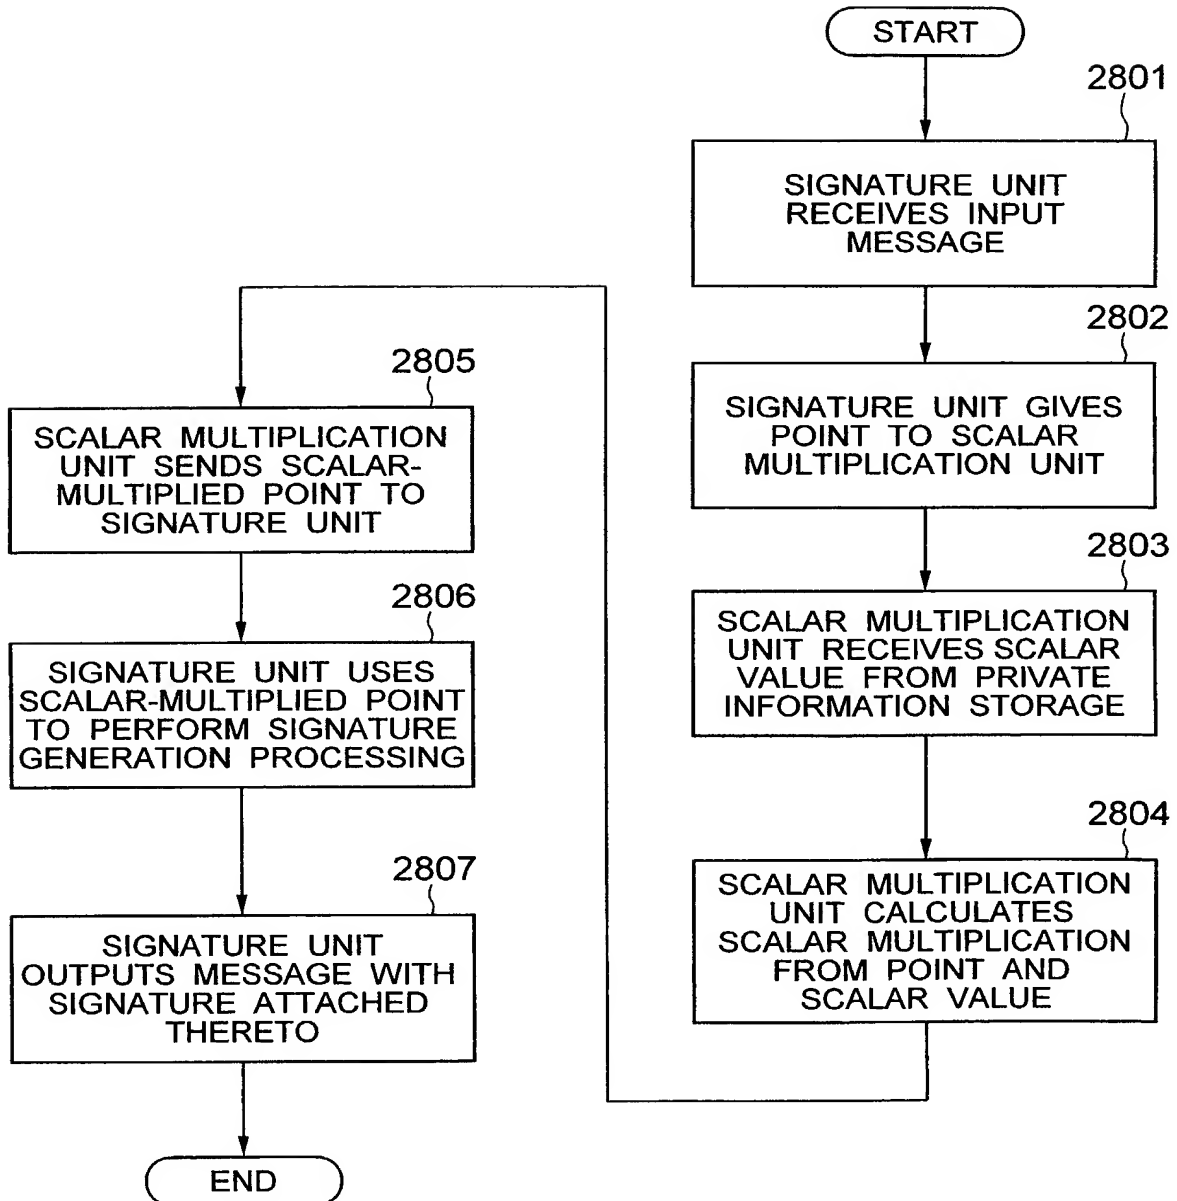 START
2801
SIGNATURE UNIT
RECEIVES INPUT
MESSAGE
2802
SIGNATURE UNIT GIVES
POINT TO SCALAR
MULTIPLICATION UNIT
2803
SCALAR MULTIPLICATION
UNIT RECEIVES SCALAR
VALUE FROM PRIVATE
INFORMATION STORAGE
2804
SCALAR MULTIPLICATION
UNIT CALCULATES
SCALAR MULTIPLICATION
FROM POINT AND
SCALAR VALUE
2805
SCALAR MULTIPLICATION
UNIT SENDS SCALAR-
MULTIPLIED POINT TO
SIGNATURE UNIT
2806
SIGNATURE UNIT USES
SCALAR-MULTIPLIED POINT
TO PERFORM SIGNATURE
GENERATION PROCESSING
2807
SIGNATURE UNIT
OUTPUTS MESSAGE WITH
SIGNATURE ATTACHED
THERETO
END